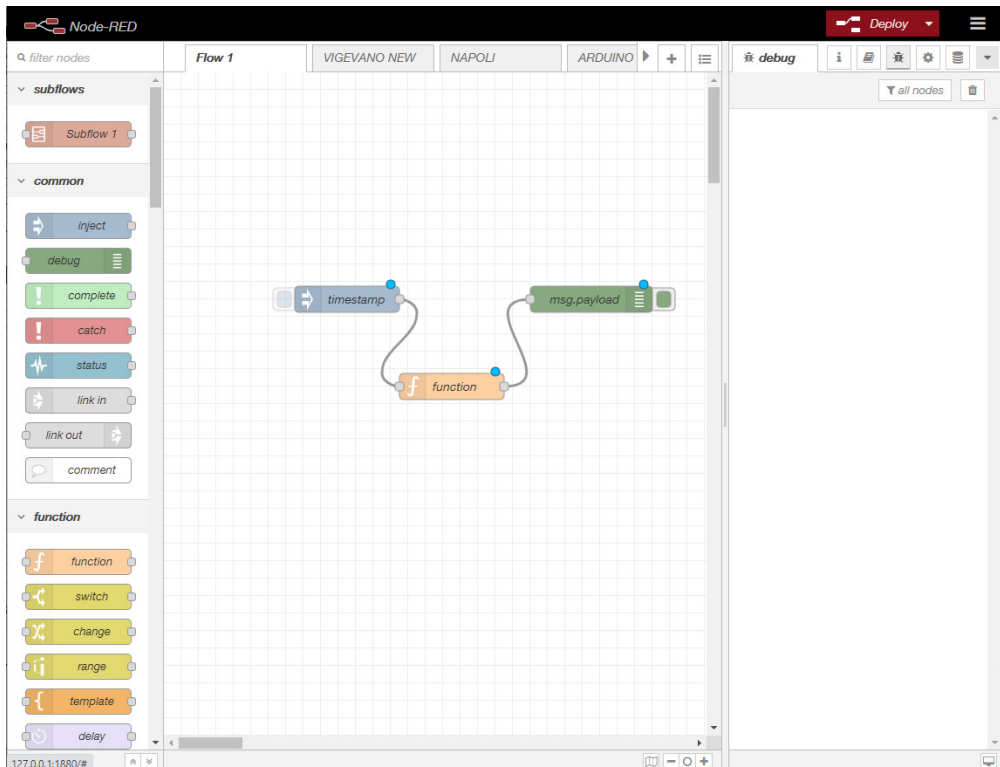 Node-RED
Deploy
filter nodes
Flow 1
VIGEVANO NEW
NAPOLI
ARDUINO
debug
i
all nodes
subflows
Subflow 1
common
inject
debug
complete
catch
status
link in
link out
comment
timestamp
msg.payload
function
function
function
switch
change
range
template
delay
127.0.0.1:1880/#